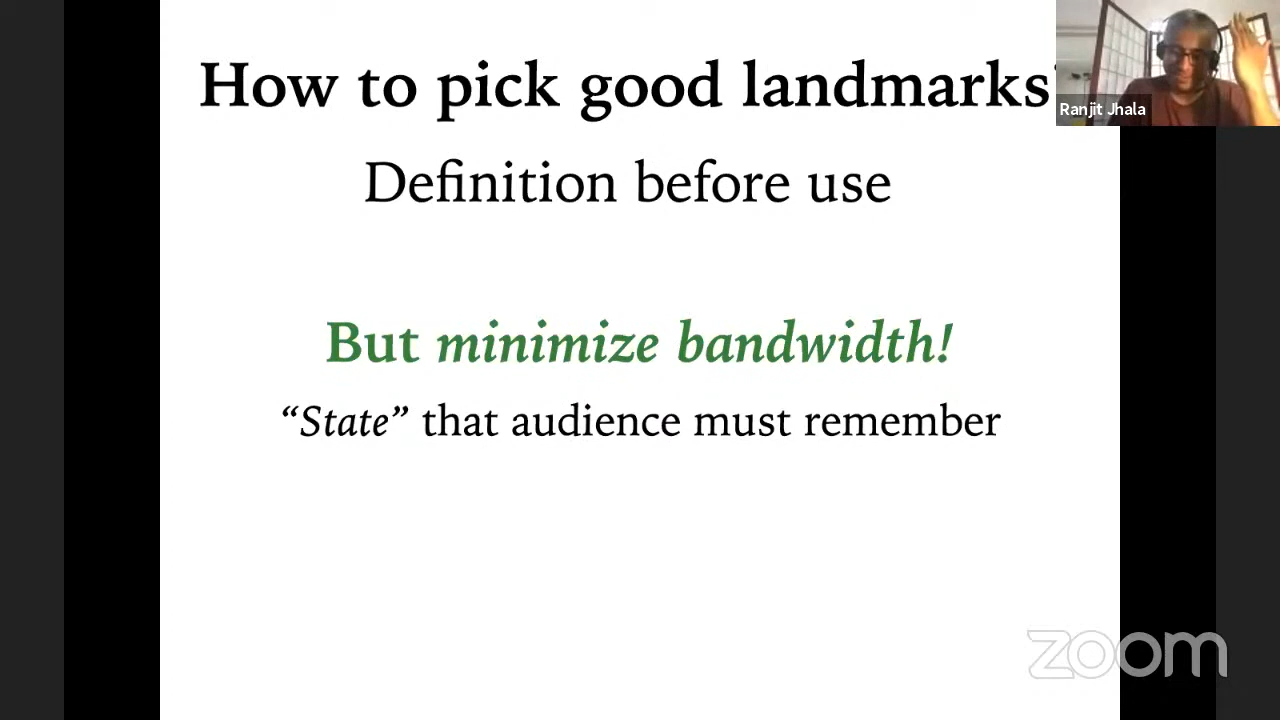 How to pick good landmarks
Definition before use
But minimize bandwidth!
“State” that audience must remember
Ranjit Jhala
zoom